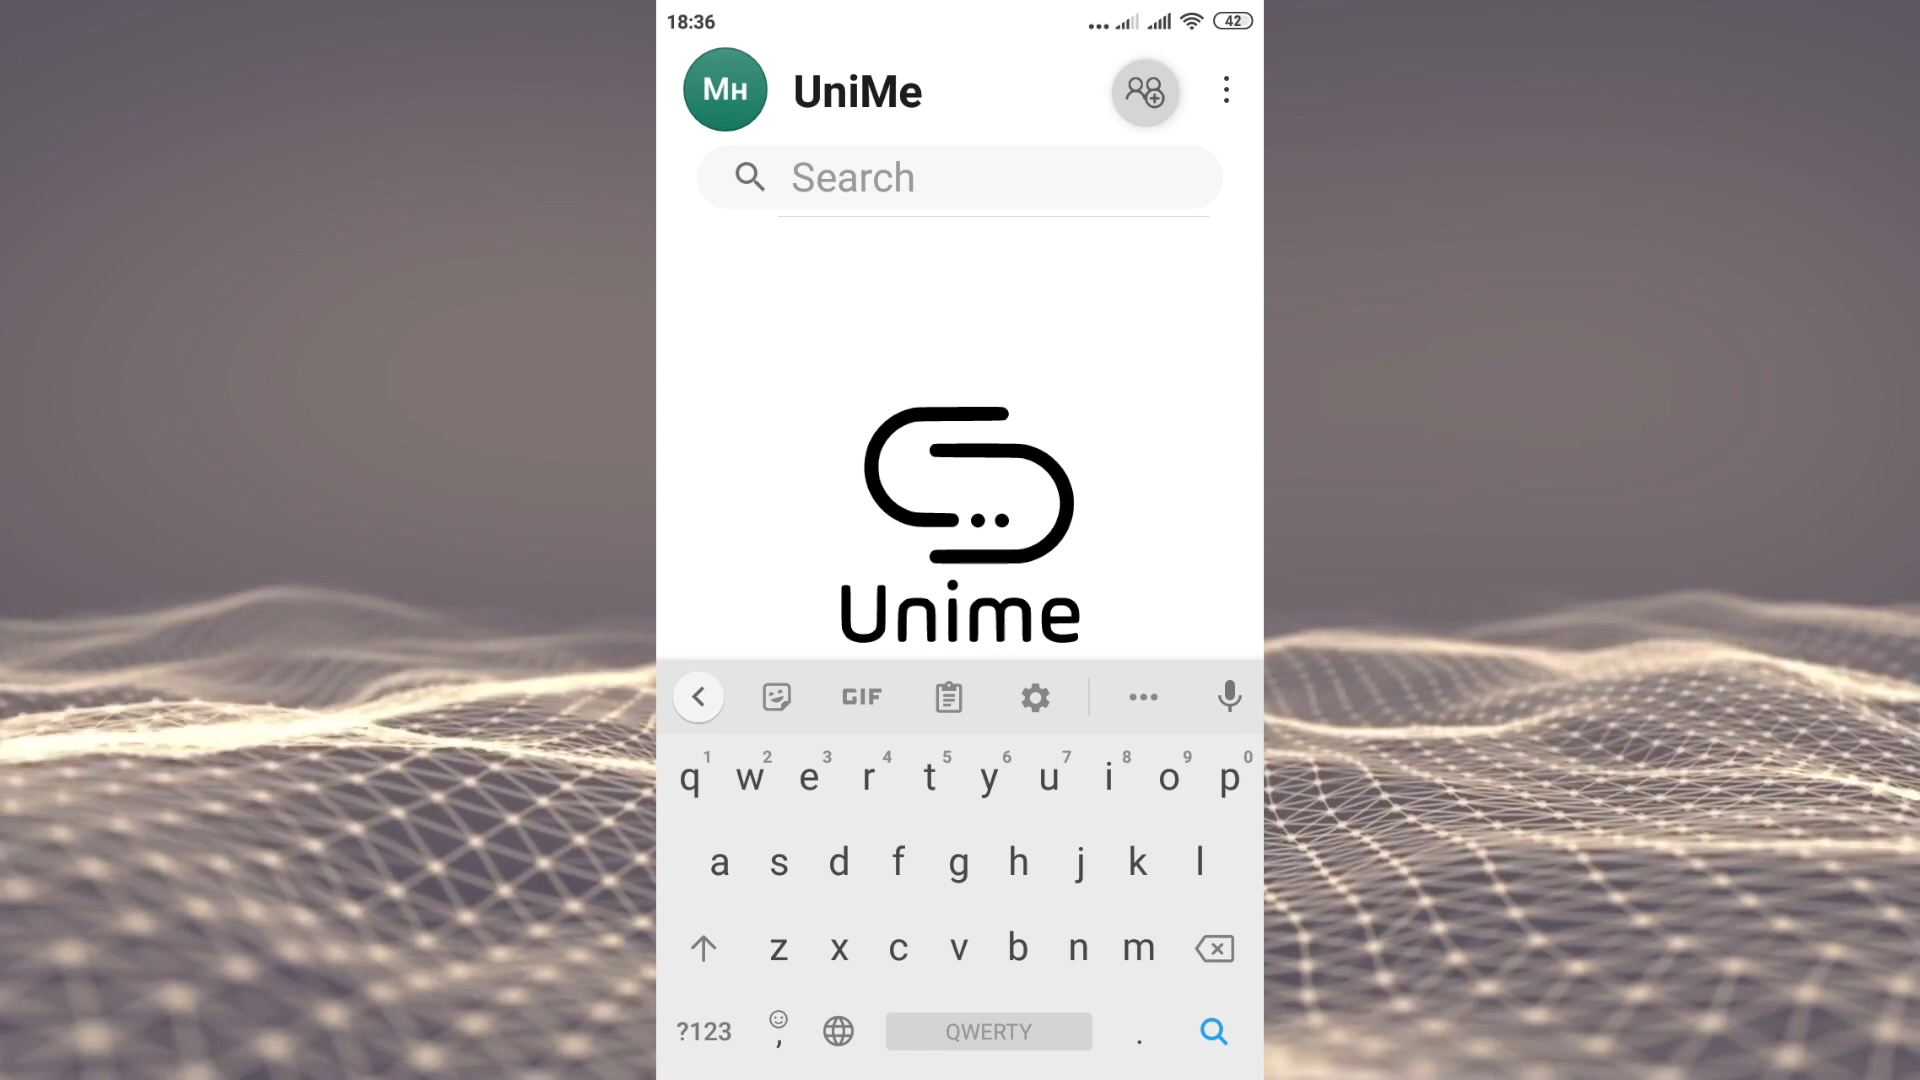 18:36
42
Mн UniMe
Search
Unime
GIF
1 2 3 4 5 6 7 8 9 0
q w e r t y u i o p
a s d f g h j k l
z x c v b n m
?123 , QWERTY .